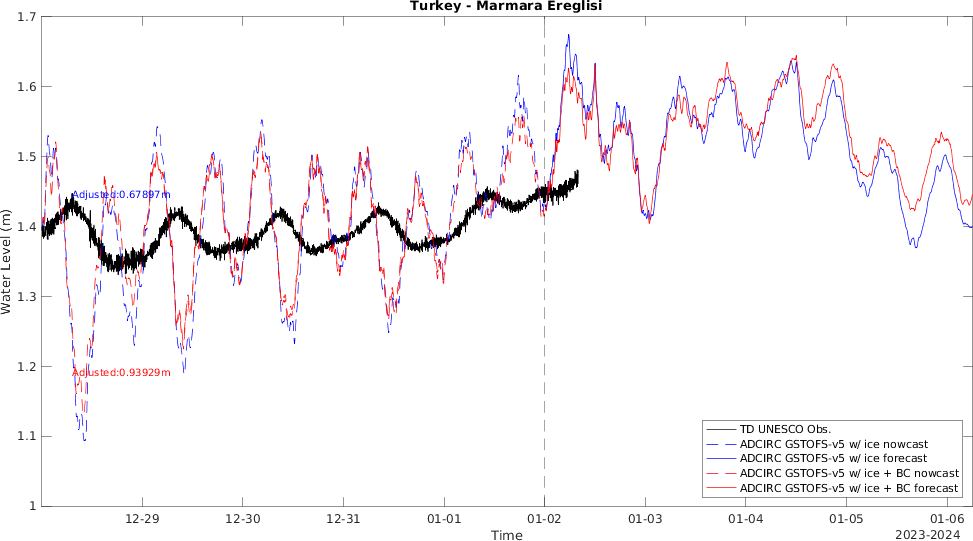 Turkey - Marmara Ereglisi
1.7
1.6
1.5
1.4
1.3
1.2
1.1
1
Water Level (m)
Adjusted:0.67897m
Adjusted:0.93929m
TD UNESCO Obs.
ADCIRC GSTOFS-v5 w/ ice nowcast
ADCIRC GSTOFS-v5 w/ ice forecast
ADCIRC GSTOFS-v5 w/ ice + BC nowcast
ADCIRC GSTOFS-v5 w/ ice + BC forecast
12-29 12-30 12-31 01-01 01-02 01-03 01-04 01-05 01-06
Time
2023-2024